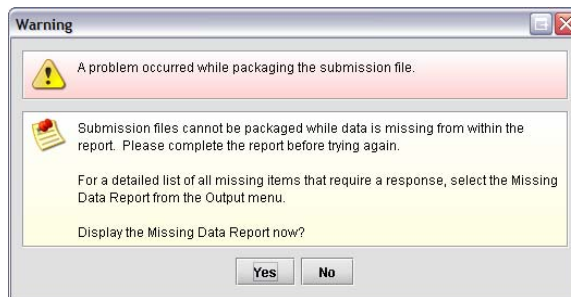 Warning
A problem occurred while packaging the submission file.
Submission files cannot be packaged while data is missing from within the
report. Please complete the report before trying again.
For a detailed list of all missing items that require a response, select the Missing
Data Report from the Output menu.
Display the Missing Data Report now?
Yes No